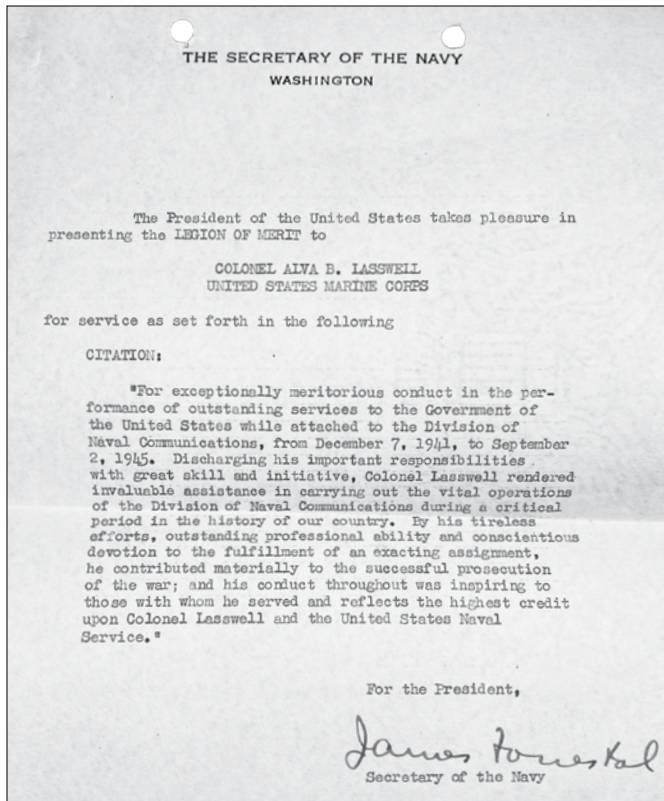 THE SECRETARY OF THE NAVY
WASHINGTON
The President of the United States takes pleasure in
presenting the LEGION OF MERIT to
COLONEL ALVA B. LASSWELL
UNITED STATES MARINE CORPS
for service as set forth in the following
CITATION:
"For exceptionally meritorious conduct in the per-
formance of outstanding services to the Government of
the United States while attached to the Division of
Naval Communications, from December 7, 1941, to September
2, 1945. Discharging his important responsibilities
with great skill and initiative, Colonel Lasswell rendered
invaluable assistance in carrying out the vital operations
of the Division of Naval Communications during a critical
period in the history of our country. By his tireless
efforts, outstanding professional ability and conscientious
devotion to the fulfillment of an exacting assignment,
he contributed materially to the successful prosecution
of the war; and his conduct throughout was inspiring to
those with whom he served and reflects the highest credit
upon Colonel Lasswell and the United States Naval
Service."
For the President,
James Forrestal
Secretary of the Navy